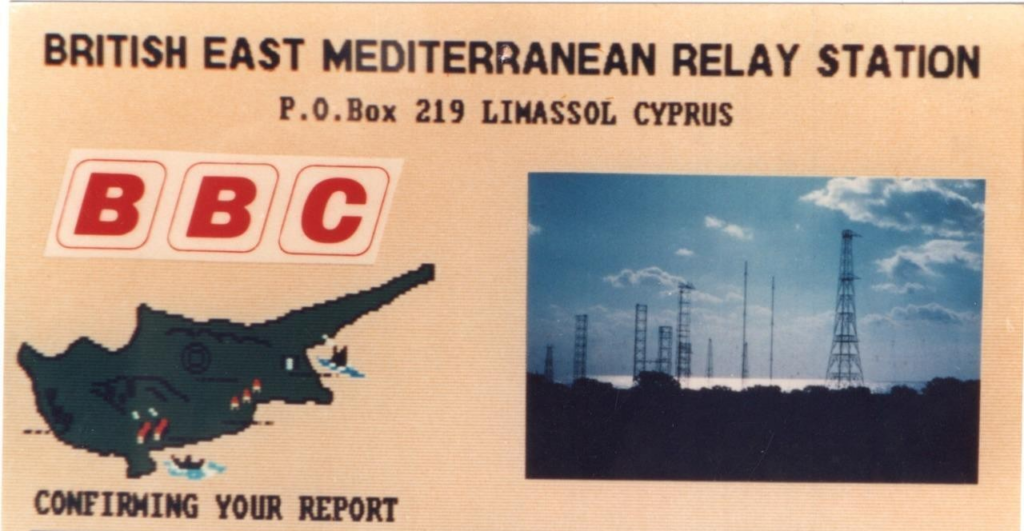 BRITISH EAST MEDITERRANEAN RELAY STATION
P.O.Box 219 LIMASSOL CYPRUS
BBC
CONFIRMING YOUR REPORT